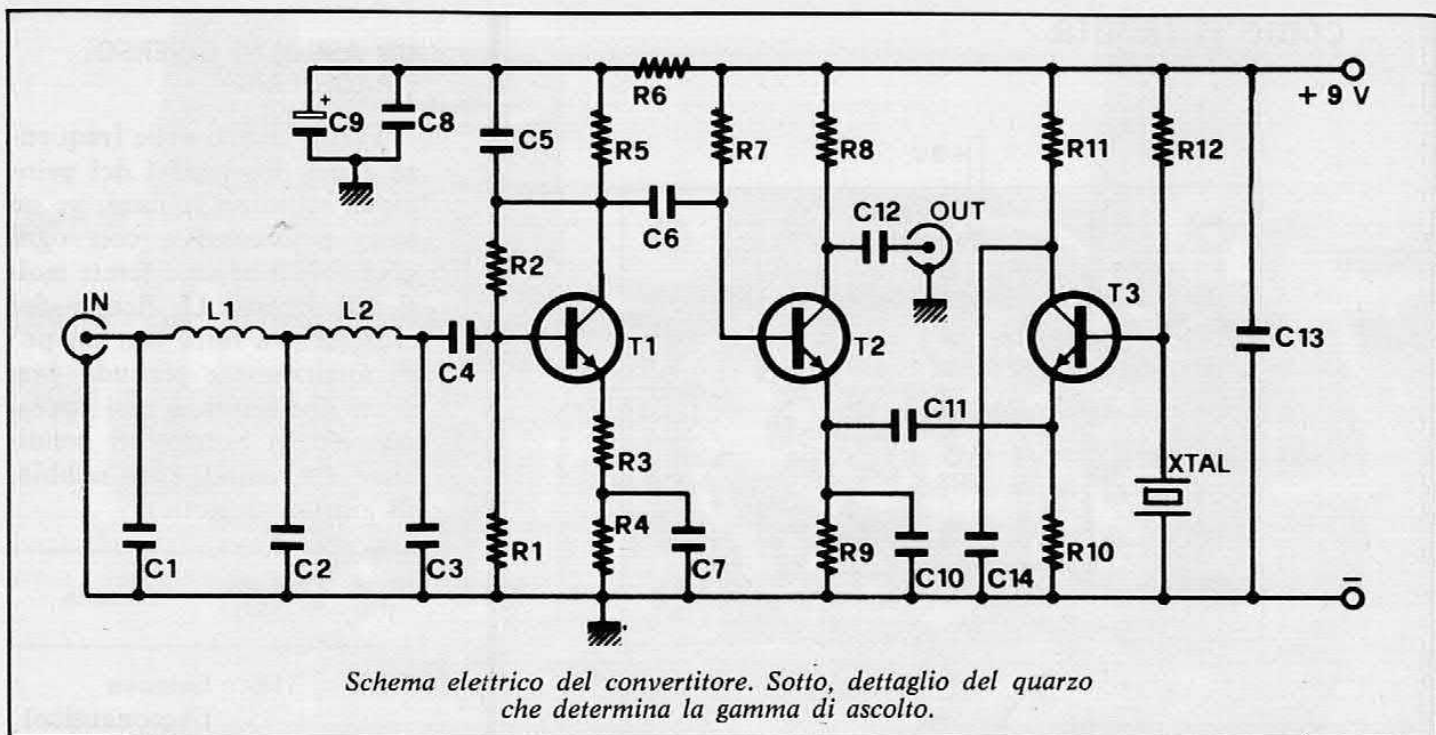 R6
+ 9 V
+
C9
C8
C5
R5
R7
R8
R11
R12
C6
C12
OUT
R2
IN
L1
L2
C4
T1
T2
T3
C13
C11
R3
XTAL
C1
C2
C3
R1
R4
C7
R9
C10
C14
R10
–
Schema elettrico del convertitore. Sotto, dettaglio del quarzo
che determina la gamma di ascolto.